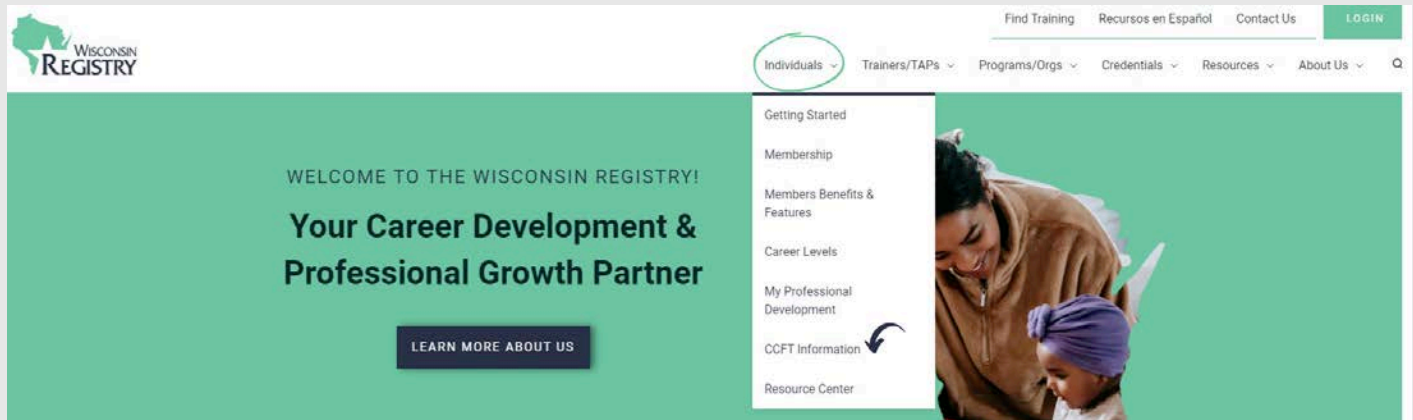 Find Training Recursos en Español Contact Us LOGIN
WISCONSIN
REGISTRY
Individuals Trainers/TAPs Programs/Orgs Credentials Resources About Us
Getting Started
Membership
Members Benefits &
Features
Career Levels
My Professional
Development
CCFT Information
Resource Center
WELCOME TO THE WISCONSIN REGISTRY!
Your Career Development &
Professional Growth Partner
LEARN MORE ABOUT US